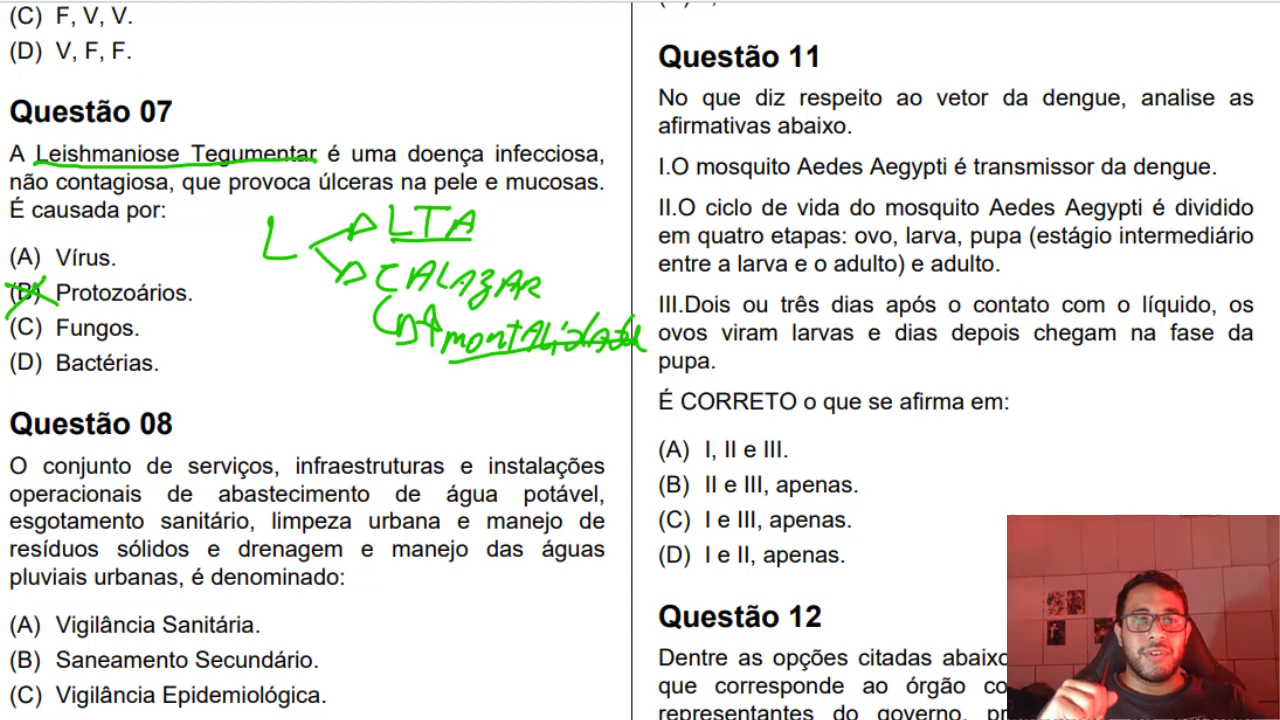 (C) F, V, V.
(D) V, F, F.
Questão 07
A Leishmaniose Tegumentar é uma doença infecciosa,
não contagiosa, que provoca úlceras na pele e mucosas.
É causada por:
(A) Vírus.
(B) Protozoários.
(C) Fungos.
(D) Bactérias.
L
LTA
CALAZAR
mortALidade
Questão 08
O conjunto de serviços, infraestruturas e instalações
operacionais de abastecimento de água potável,
esgotamento sanitário, limpeza urbana e manejo de
resíduos sólidos e drenagem e manejo das águas
pluviais urbanas, é denominado:
(A) Vigilância Sanitária.
(B) Saneamento Secundário.
(C) Vigilância Epidemiológica.
Questão 11
No que diz respeito ao vetor da dengue, analise as
afirmativas abaixo.
I.O mosquito Aedes Aegypti é transmissor da dengue.
II.O ciclo de vida do mosquito Aedes Aegypti é dividido
em quatro etapas: ovo, larva, pupa (estágio intermediário
entre a larva e o adulto) e adulto.
III.Dois ou três dias após o contato com o líquido, os
ovos viram larvas e dias depois chegam na fase da
pupa.
É CORRETO o que se afirma em:
(A) I, II e III.
(B) II e III, apenas.
(C) I e III, apenas.
(D) I e II, apenas.
Questão 12
Dentre as opções citadas abaixo
que corresponde ao órgão
representantes do governo,